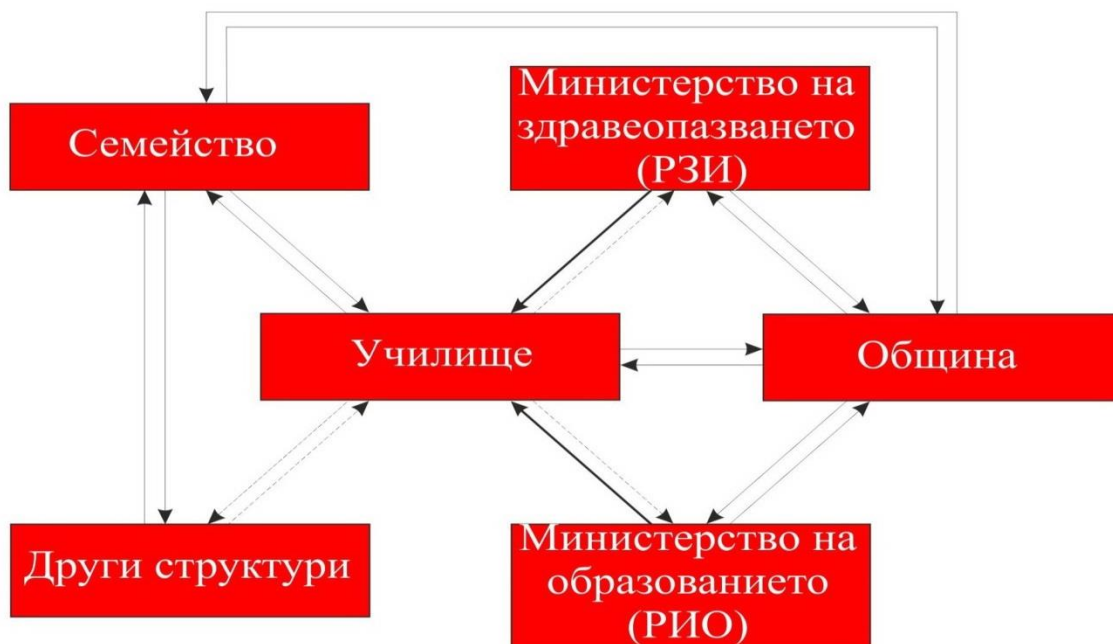 Министерство на
здравеопазването
(РЗИ)
Семейство
Училище
Община
Други структури
Министерство на
образованието
(РИО)